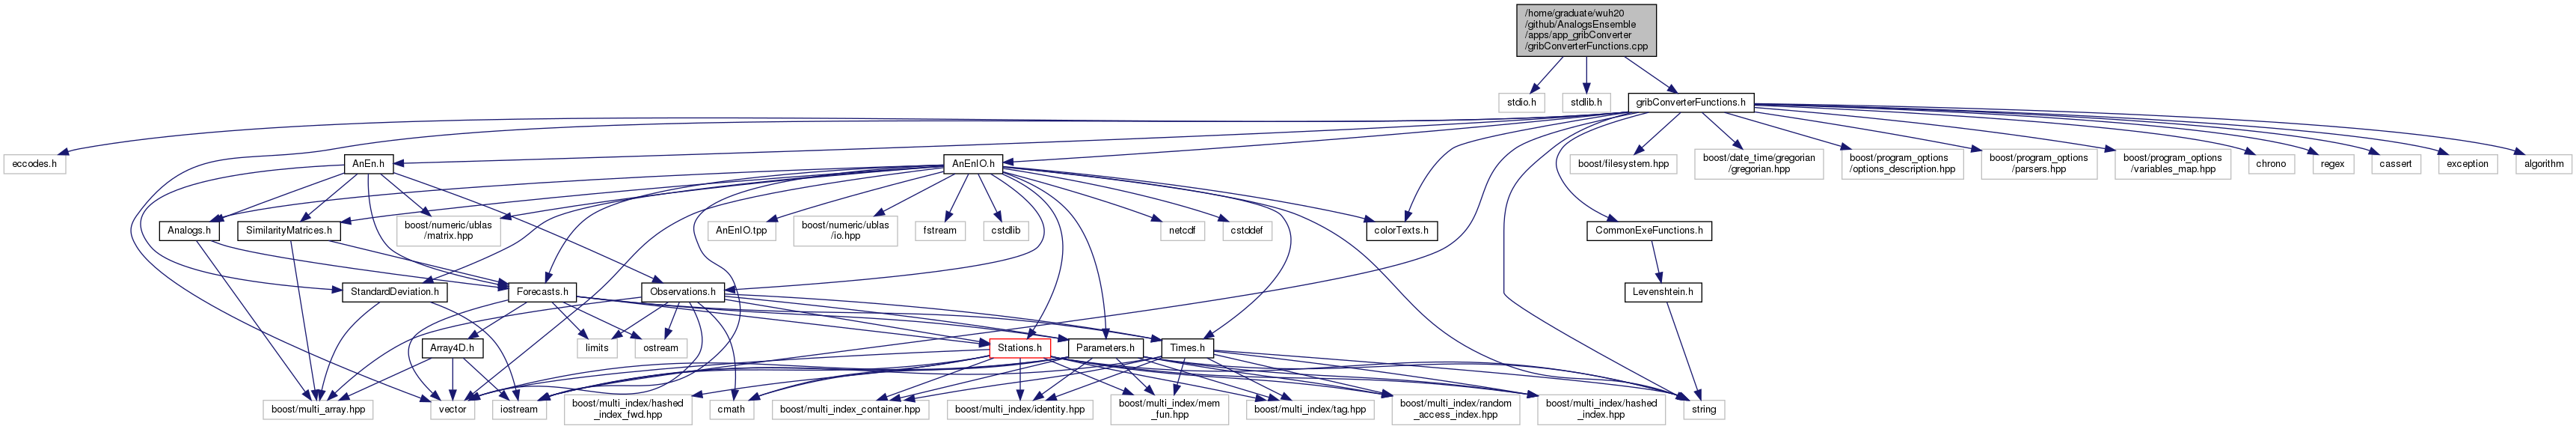 /home/graduate/wuh20
/github/AnalogsEnsemble
/apps/app_gribConverter
/gribConverterFunctions.cpp
stdio.h
stdlib.h
gribConverterFunctions.h
eccodes.h
AnEn.h
AnEnIO.h
boost/filesystem.hpp
boost/date_time/gregorian
/gregorian.hpp
boost/program_options
/options_description.hpp
boost/program_options
/parsers.hpp
boost/program_options
/variables_map.hpp
chrono
regex
cassert
exception
algorithm
Analogs.h
SimilarityMatrices.h
boost/numeric/ublas
/matrix.hpp
AnEnIO.tpp
boost/numeric/ublas
/io.hpp
fstream
cstdlib
netcdf
cstddef
colorTexts.h
CommonExeFunctions.h
StandardDeviation.h
Forecasts.h
Observations.h
Levenshtein.h
Array4D.h
limits
ostream
Stations.h
Parameters.h
Times.h
boost/multi_array.hpp
vector
iostream
boost/multi_index/hashed
_index_fwd.hpp
cmath
boost/multi_index_container.hpp
boost/multi_index/identity.hpp
boost/multi_index/mem
_fun.hpp
boost/multi_index/tag.hpp
boost/multi_index/random
_access_index.hpp
boost/multi_index/hashed
_index.hpp
string